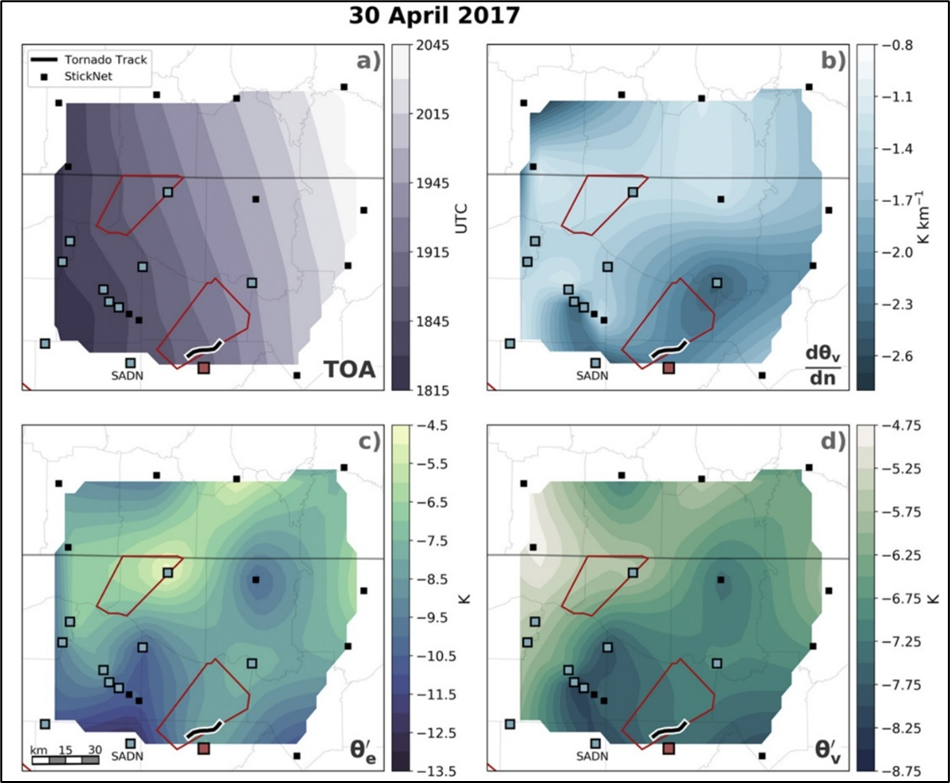 30 April 2017
Tornado Track
StickNet
a)
2045
2015
1945
1915
1845
1815
UTC
SADN
TOA
b)
−0.8
−1.1
−1.4
−1.7
−2.0
−2.3
−2.6
K km⁻¹
SADN
dθᵥ
dn
c)
−4.5
−5.5
−6.5
−7.5
−8.5
−9.5
−10.5
−11.5
−12.5
−13.5
K
km 15 30
SADN
θ′ₑ
d)
−4.75
−5.25
−5.75
−6.25
−6.75
−7.25
−7.75
−8.25
−8.75
K
SADN
θ′ᵥ